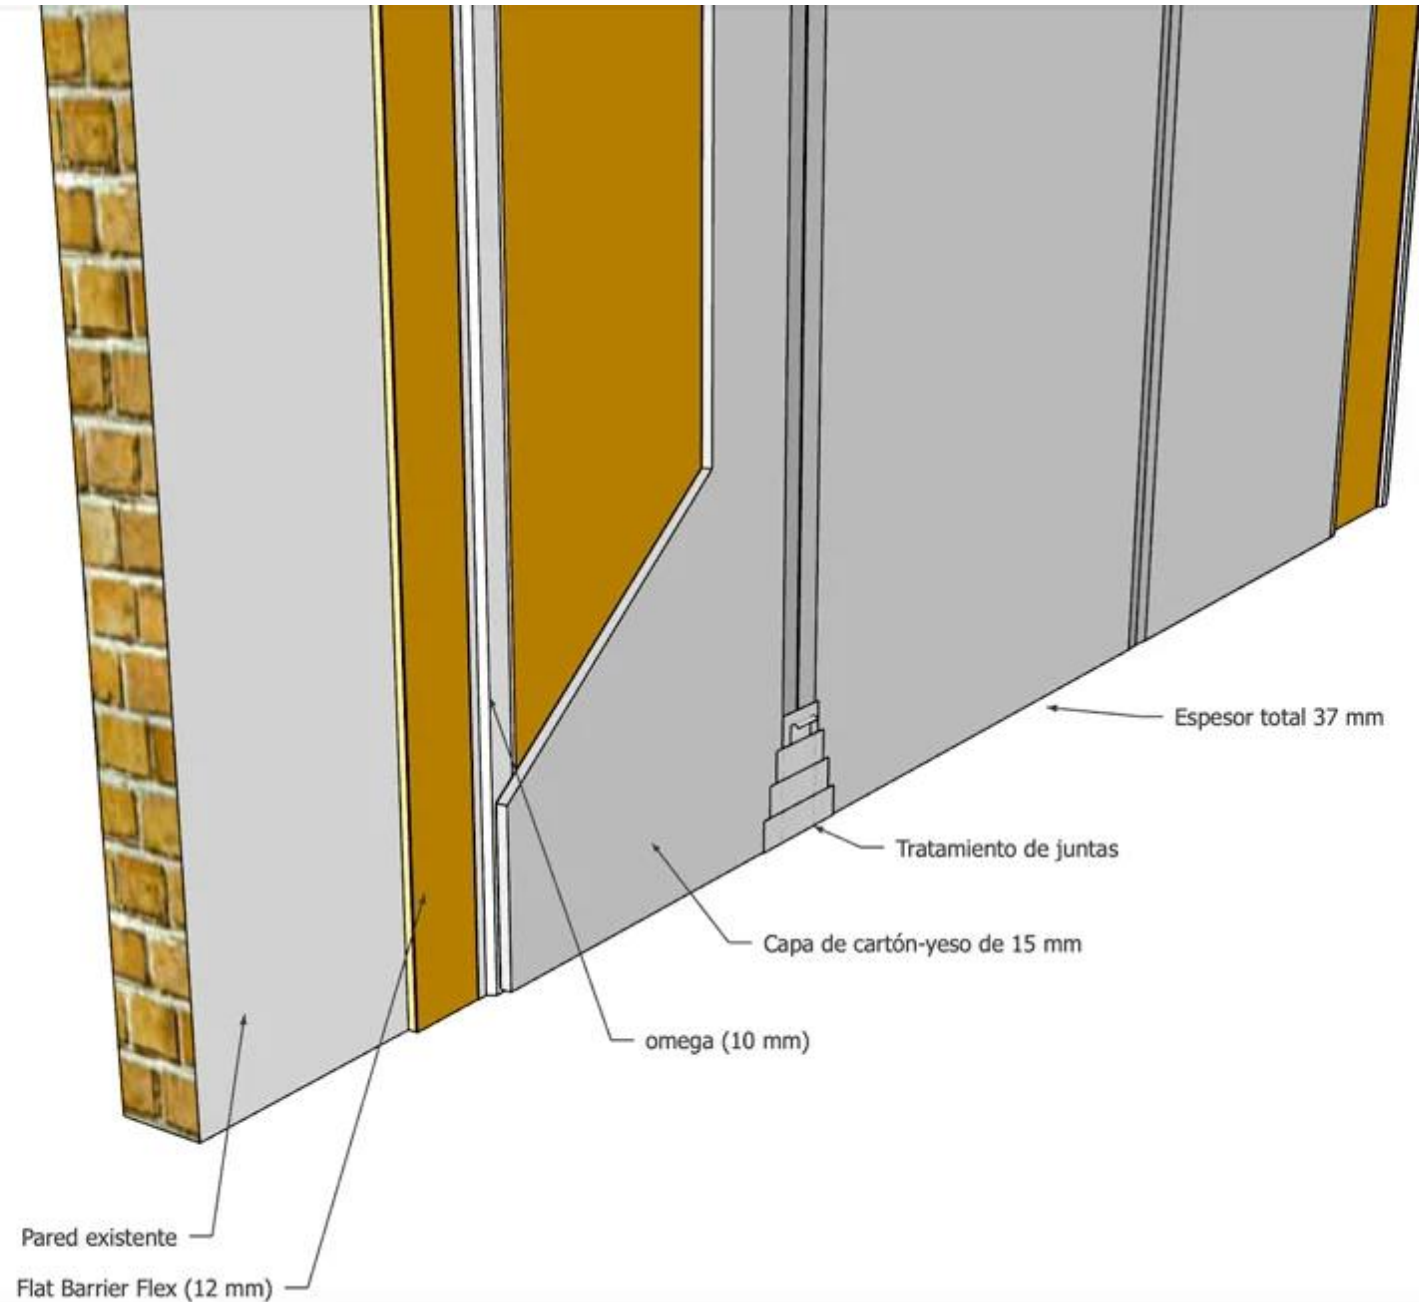 Espesor total 37 mm
Tratamiento de juntas
Capa de cartón-yeso de 15 mm
omega (10 mm)
Pared existente
Flat Barrier Flex (12 mm)